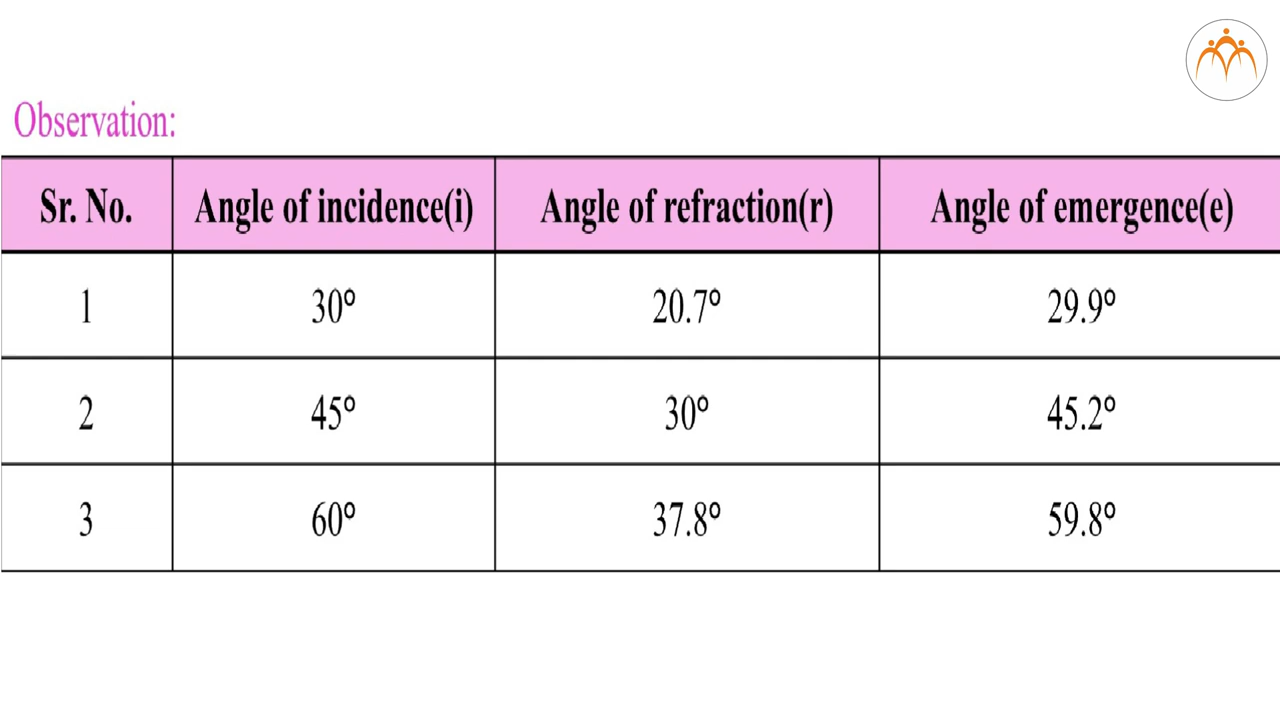 Observation:
Sr. No. Angle of incidence(i) Angle of refraction(r) Angle of emergence(e)
1 30° 20.7° 29.9°
2 45° 30° 45.2°
3 60° 37.8° 59.8°